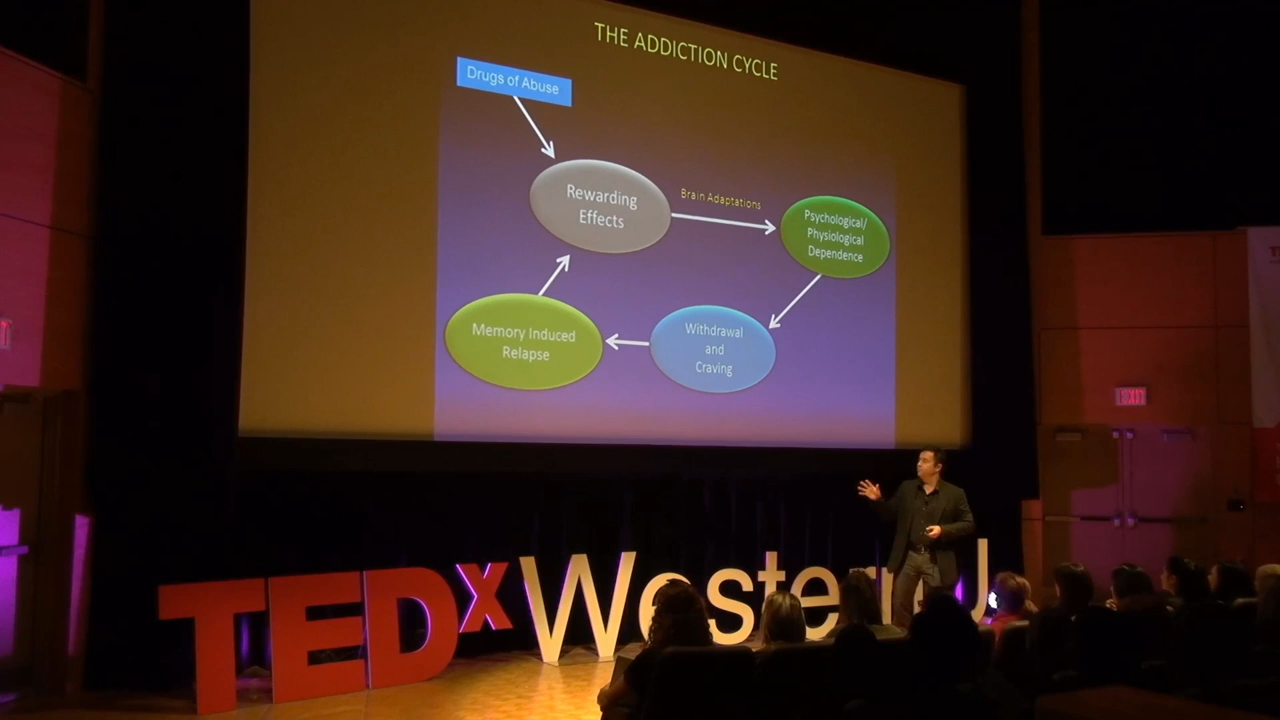 THE ADDICTION CYCLE
Drugs of Abuse
Rewarding
Effects
Brain Adaptations
Psychological/
Physiological
Dependence
Withdrawal
and
Craving
Memory Induced
Relapse
EXIT
TEDxWesternU